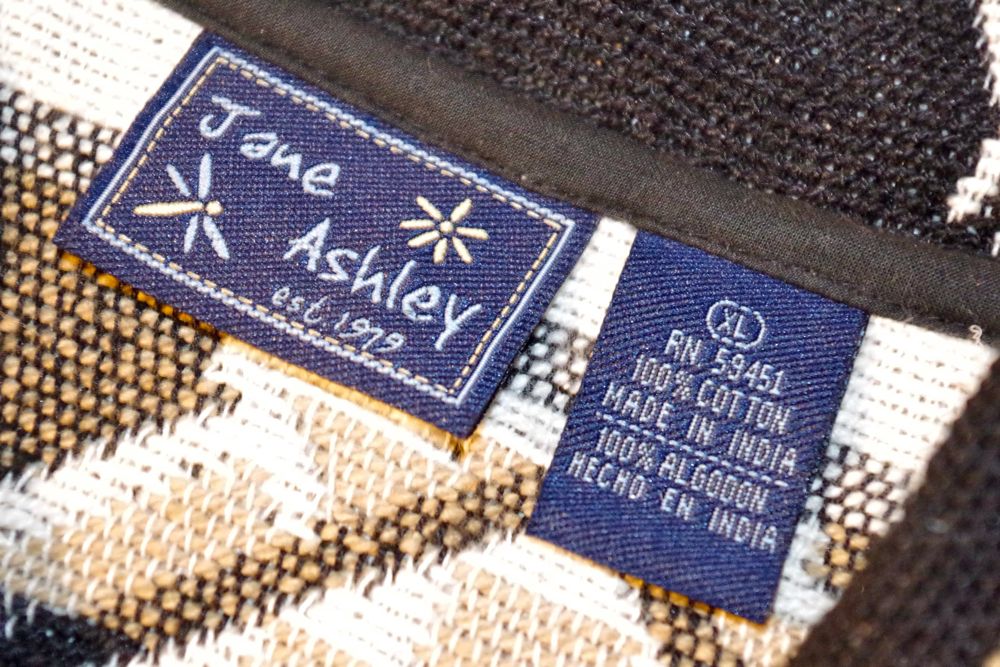 Jane
Ashley
est. 1979
XL
RN 59451
100% COTTON
MADE IN INDIA
100% ALGODON
HECHO EN INDIA